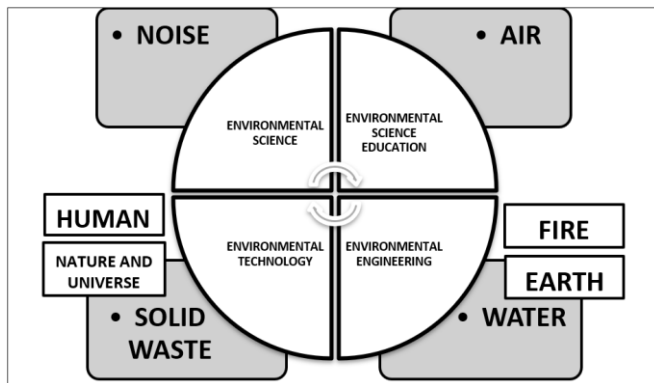 • NOISE
• AIR
ENVIRONMENTAL
SCIENCE
ENVIRONMENTAL
SCIENCE
EDUCATION
HUMAN
NATURE AND
UNIVERSE
ENVIRONMENTAL
TECHNOLOGY
ENVIRONMENTAL
ENGINEERING
FIRE
EARTH
• SOLID
WASTE
• WATER